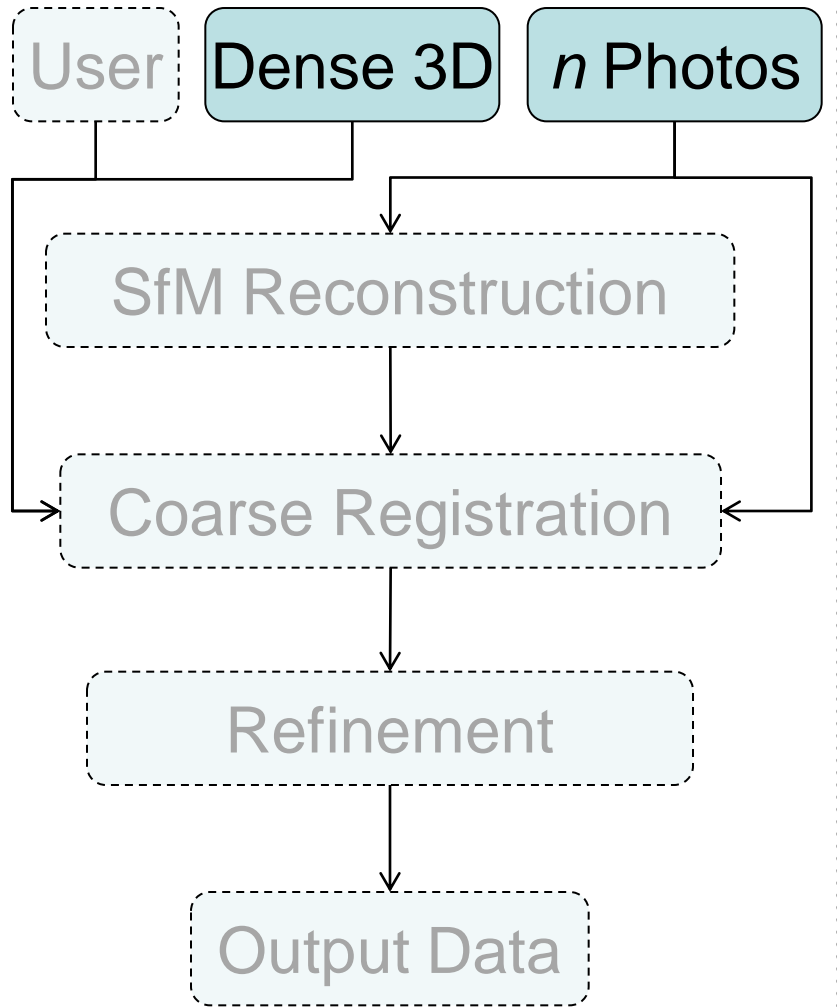 User
Dense 3D
n Photos
SfM Reconstruction
Coarse Registration
Refinement
Output Data